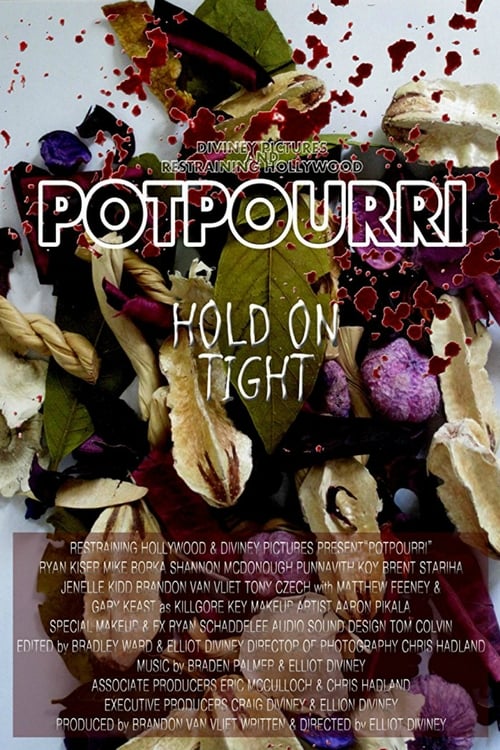 DIVINEY PICTURES
AND
RESTRAINING HOLLYWOOD
POTPOURRI
HOLD ON
TIGHT
RESTRAINING HOLLYWOOD & DIVINEY PICTURES PRESENT "POTPOURRI"
RYAN KISER MIKE BORKA SHANNON MCDONOUGH PUNNAVITH KOY BRENT STARIHA
JENELLE KIDD BRANDON VAN VLIET TONY CZECH with MATTHEW FEENEY &
GARY KEAST as KILLGORE KEY MAKEUP ARTIST AARON PIKALA
SPECIAL MAKEUP & FX RYAN SCHADDELEE AUDIO SOUND DESIGN TOM COLVIN
EDITED by BRADLEY WARD & ELLIOT DIVINEY DIRECTOR OF PHOTOGRAPHY CHRIS HADLAND
MUSIC by BRADEN PALMER & ELLIOT DIVINEY
ASSOCIATE PRODUCERS ERIC MCCULLOCH & CHRIS HADLAND
EXECUTIVE PRODUCERS CRAIG DIVINEY & ELLION DIVINEY
PRODUCED by BRANDON VAN VLIET WRITTEN & DIRECTED by ELLIOT DIVINEY